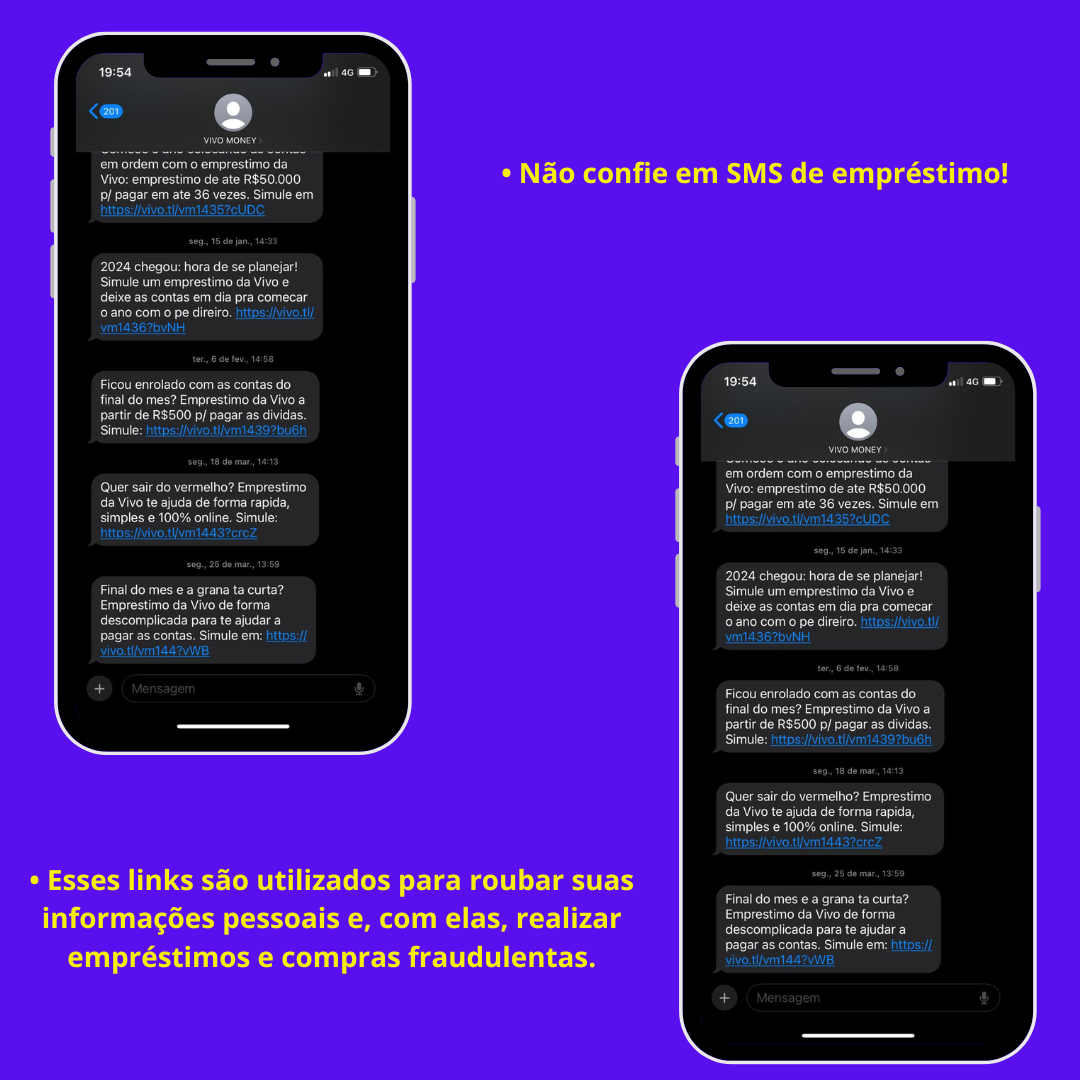 19:54
4G
201
VIVO MONEY
em ordem com o emprestimo da
Vivo: emprestimo de ate R$50.000
p/ pagar em ate 36 vezes. Simule em
https://vivo.tl/vm1435?cUDC
seg., 15 de jan., 14:33
2024 chegou: hora de se planejar!
Simule um emprestimo da Vivo e
deixe as contas em dia pra comecar
o ano com o pe direiro. https://vivo.tl/
vm1436?bvNH
ter., 6 de fev., 14:58
Ficou enrolado com as contas do
final do mes? Emprestimo da Vivo a
partir de R$500 p/ pagar as dividas.
Simule: https://vivo.tl/vm1439?bu6h
seg., 18 de mar., 14:13
Quer sair do vermelho? Emprestimo
da Vivo te ajuda de forma rapida,
simples e 100% online. Simule:
https://vivo.tl/vm1443?crcZ
seg., 25 de mar., 13:59
Final do mes e a grana ta curta?
Emprestimo da Vivo de forma
descomplicada para te ajudar a
pagar as contas. Simule em: https://
vivo.tl/vm144?vWB
Mensagem
• Não confie em SMS de empréstimo!
19:54
4G
201
VIVO MONEY
em ordem com o emprestimo da
Vivo: emprestimo de ate R$50.000
p/ pagar em ate 36 vezes. Simule em
https://vivo.tl/vm1435?cUDC
seg., 15 de jan., 14:33
2024 chegou: hora de se planejar!
Simule um emprestimo da Vivo e
deixe as contas em dia pra comecar
o ano com o pe direiro. https://vivo.tl/
vm1436?bvNH
ter., 6 de fev., 14:58
Ficou enrolado com as contas do
final do mes? Emprestimo da Vivo a
partir de R$500 p/ pagar as dividas.
Simule: https://vivo.tl/vm1439?bu6h
seg., 18 de mar., 14:13
Quer sair do vermelho? Emprestimo
da Vivo te ajuda de forma rapida,
simples e 100% online. Simule:
https://vivo.tl/vm1443?crcZ
seg., 25 de mar., 13:59
Final do mes e a grana ta curta?
Emprestimo da Vivo de forma
descomplicada para te ajudar a
pagar as contas. Simule em: https://
vivo.tl/vm144?vWB
Mensagem
• Esses links são utilizados para roubar suas
informações pessoais e, com elas, realizar
empréstimos e compras fraudulentas.